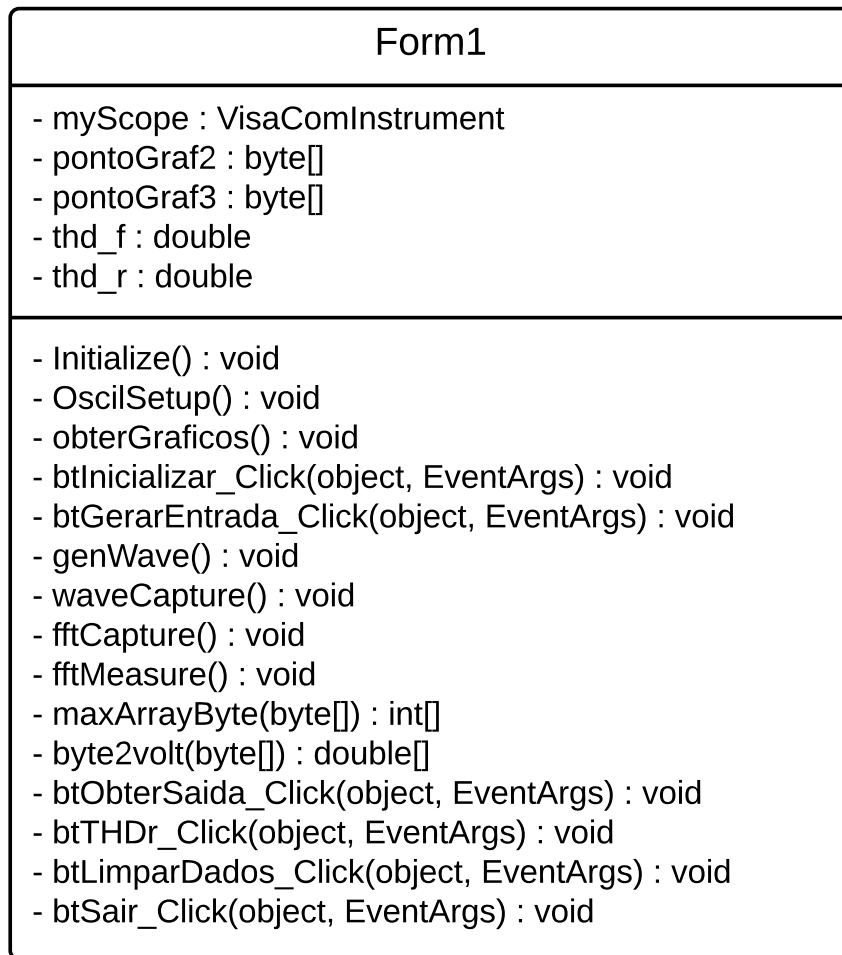 Form1
- myScope : VisaComInstrument
- pontoGraf2 : byte[]
- pontoGraf3 : byte[]
- thd_f : double
- thd_r : double
- Initialize() : void
- OscilSetup() : void
- obterGraficos() : void
- btInicializar_Click(object, EventArgs) : void
- btGerarEntrada_Click(object, EventArgs) : void
- genWave() : void
- waveCapture() : void
- fftCapture() : void
- fftMeasure() : void
- maxArrayByte(byte[]) : int[]
- byte2volt(byte[]) : double[]
- btObterSaida_Click(object, EventArgs) : void
- btTHDr_Click(object, EventArgs) : void
- btLimparDados_Click(object, EventArgs) : void
- btSair_Click(object, EventArgs) : void